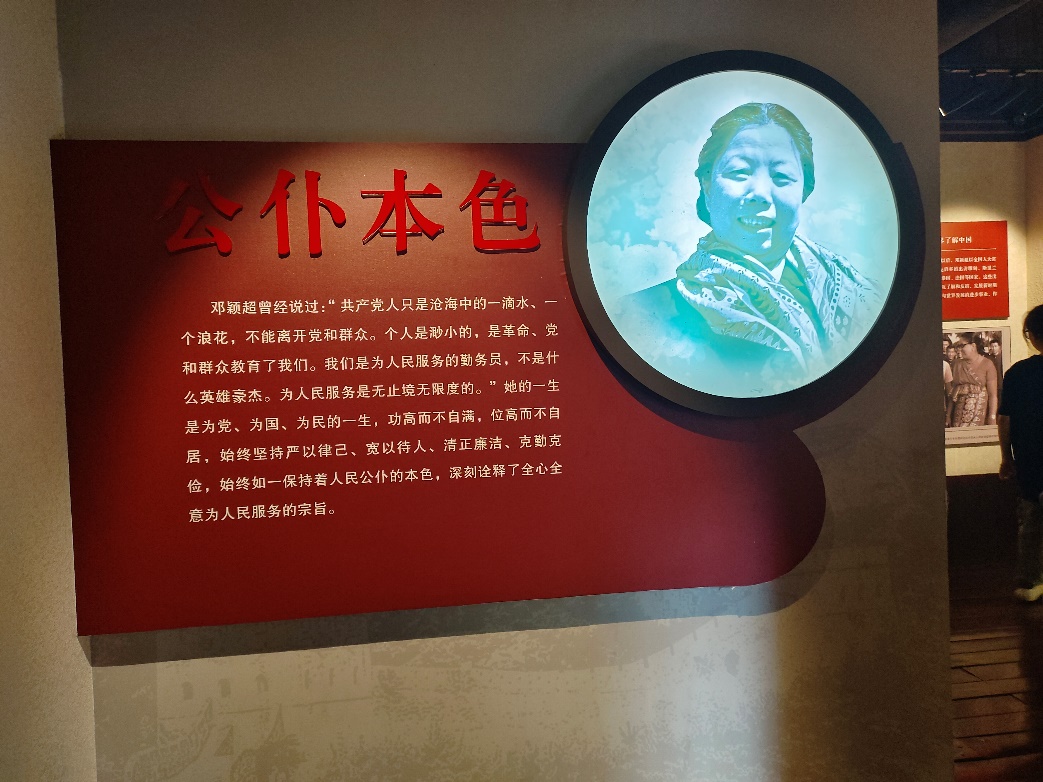 公仆本色
邓颖超曾经说过：“共产党人只是沧海中的一滴水、一
个浪花，不能离开党和群众。个人是渺小的，是革命、党
和群众教育了我们。我们是为人民服务的勤务员，不是什
么英雄豪杰。为人民服务是无止境无限度的。”她的一生
是为党、为国、为民的一生，功高而不自满，位高而不自
居，始终坚持严以律己、宽以待人、清正廉洁、克勤克
俭，始终如一保持着人民公仆的本色，深刻诠释了全心全
意为人民服务的宗旨。
了解中国